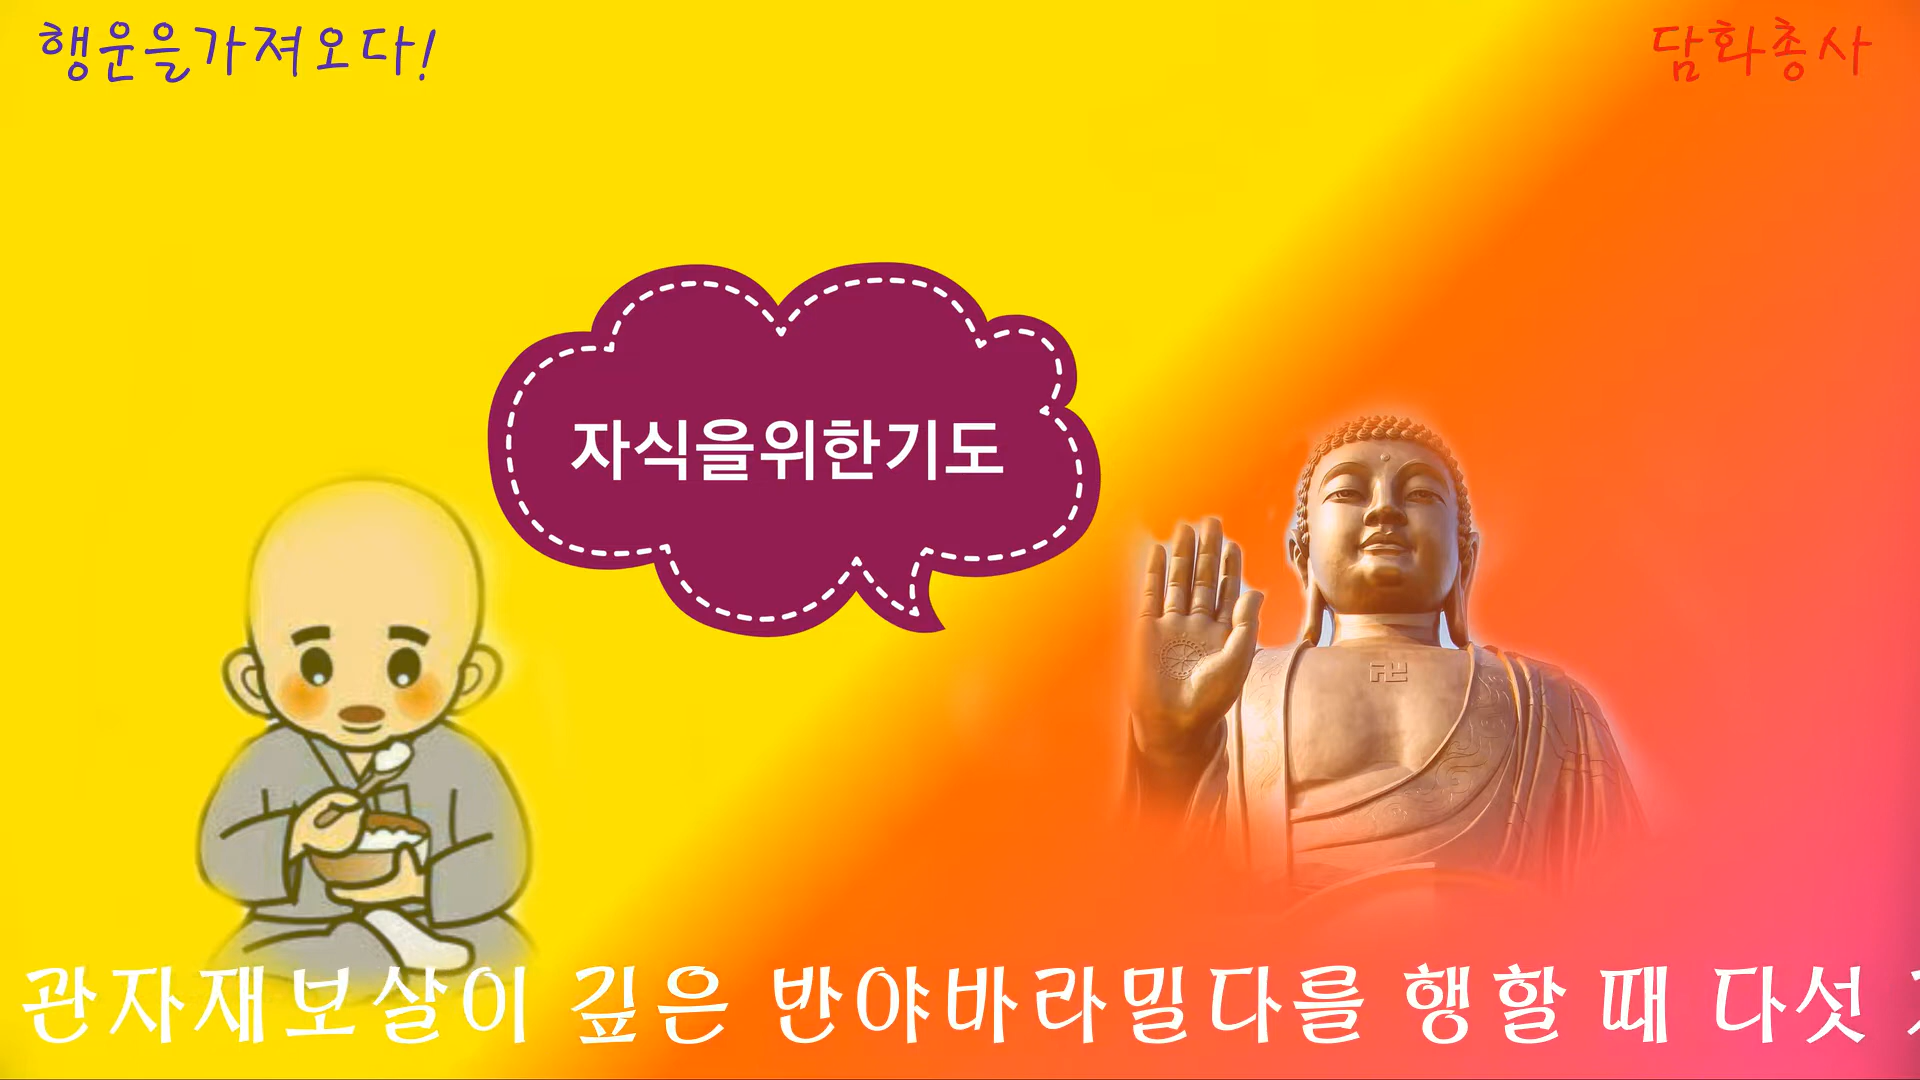 행운을가져오다!
담화총사
자식을위한기도
卍
관자재보살이 깊은 반야바라밀다를 행할 때 다섯